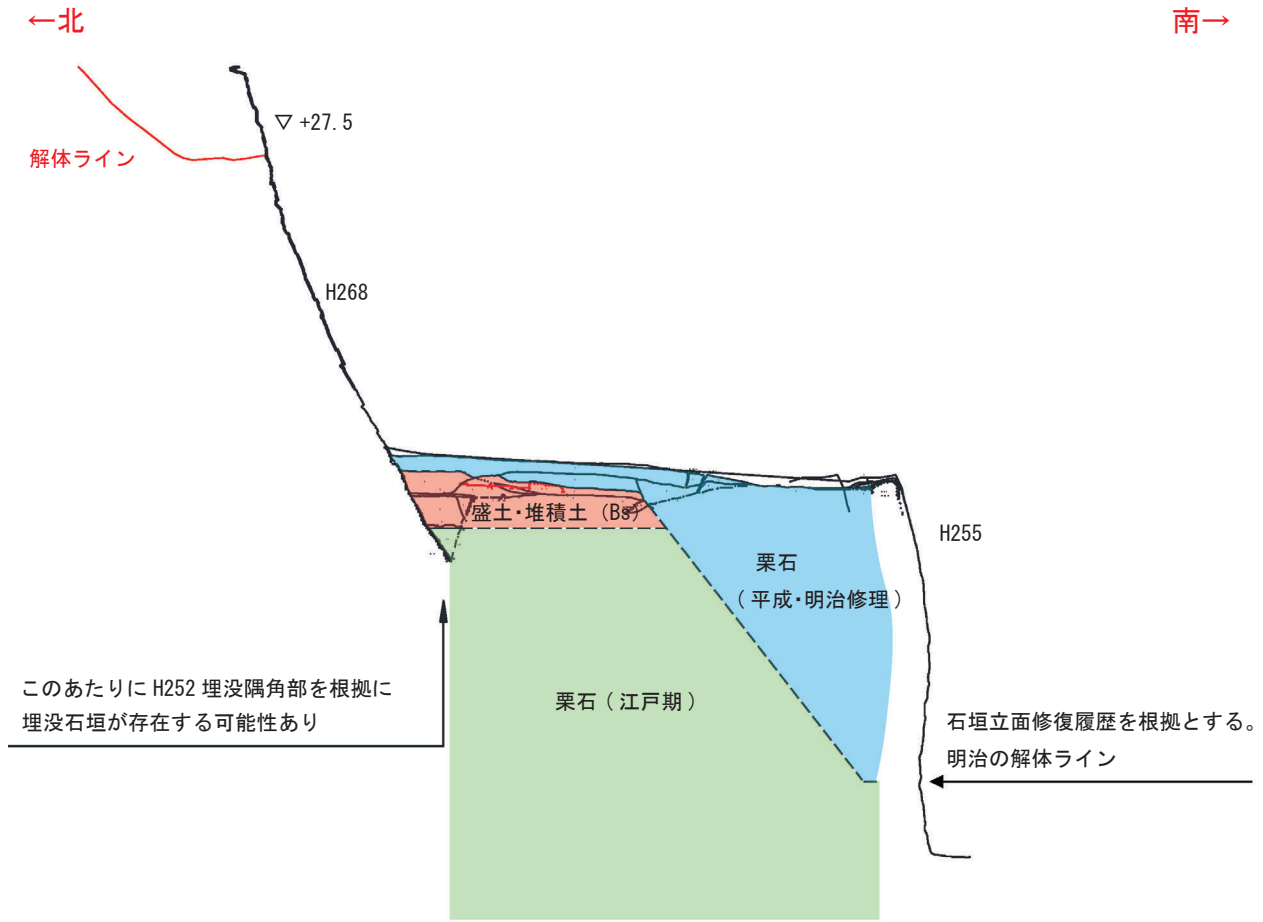 ←北
南→
▽ +27.5
解体ライン
H268
盛土・堆積土 (Bs)
H255
栗石
( 平成・明治修理 )
このあたりに H252 埋没隅角部を根拠に
埋没石垣が存在する可能性あり
栗石 ( 江戸期 )
石垣立面修復履歴を根拠とする。
明治の解体ライン